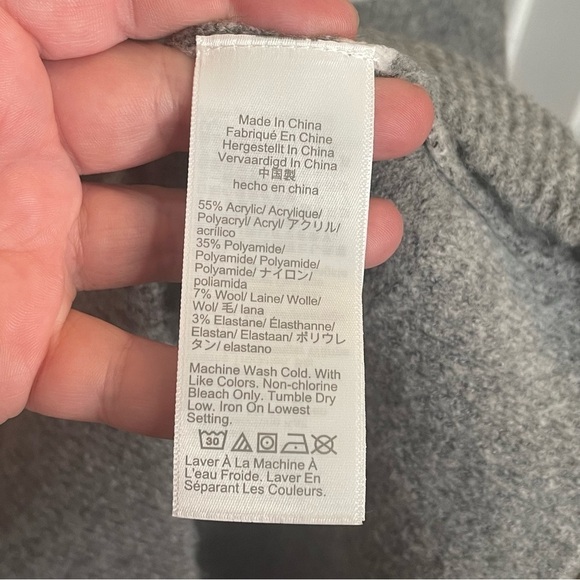 Made In China
Fabriqué En Chine
Hergestellt In China
Vervaardigd In China
中国製
hecho en china
55% Acrylic/ Acrylique/
Polyacryl/ Acryl/ アクリル/
acrílico
35% Polyamide/
Polyamide/ Polyamide/
Polyamide/ ナイロン/
poliamida
7% Wool/ Laine/ Wolle/
Wol/ 毛/ lana
3% Elastane/ Élasthanne/
Elastan/ Elastaan/ ポリウレ
タン/ elastano
Machine Wash Cold. With
Like Colors. Non-chlorine
Bleach Only. Tumble Dry
Low. Iron On Lowest
Setting.
30
Laver À La Machine À
L'eau Froide. Laver En
Séparant Les Couleurs.